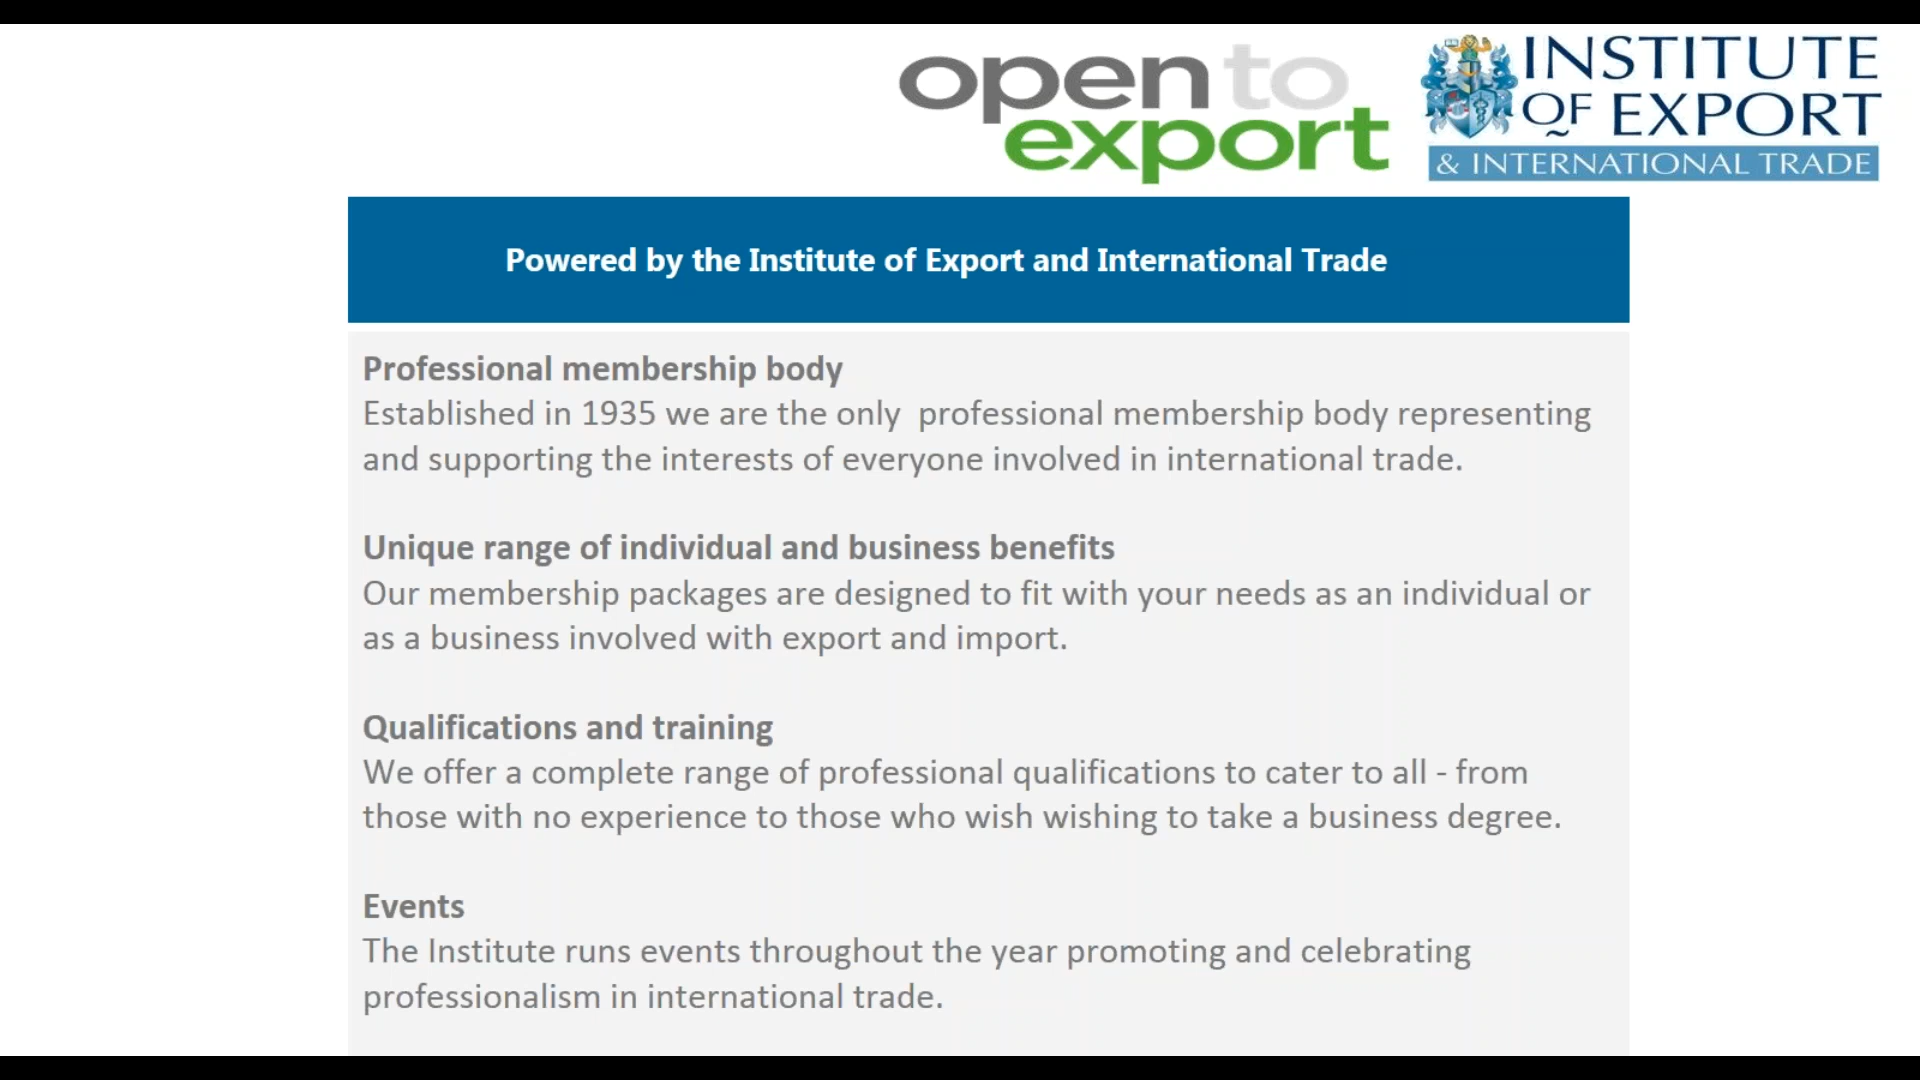 open to
export
INSTITUTE
OF EXPORT
& INTERNATIONAL TRADE
Powered by the Institute of Export and International Trade
Professional membership body
Established in 1935 we are the only  professional membership body representing
and supporting the interests of everyone involved in international trade.
Unique range of individual and business benefits
Our membership packages are designed to fit with your needs as an individual or
as a business involved with export and import.
Qualifications and training
We offer a complete range of professional qualifications to cater to all - from
those with no experience to those who wish wishing to take a business degree.
Events
The Institute runs events throughout the year promoting and celebrating
professionalism in international trade.